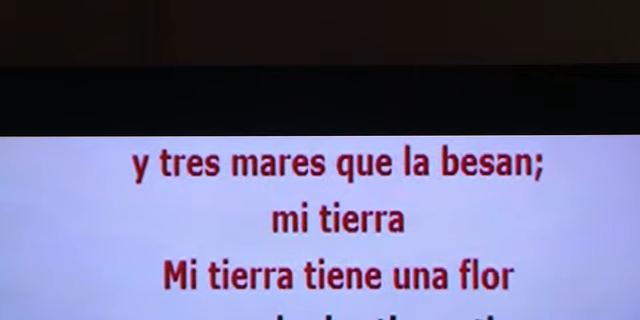 y tres mares que la besan;
mi tierra
Mi tierra tiene una flor